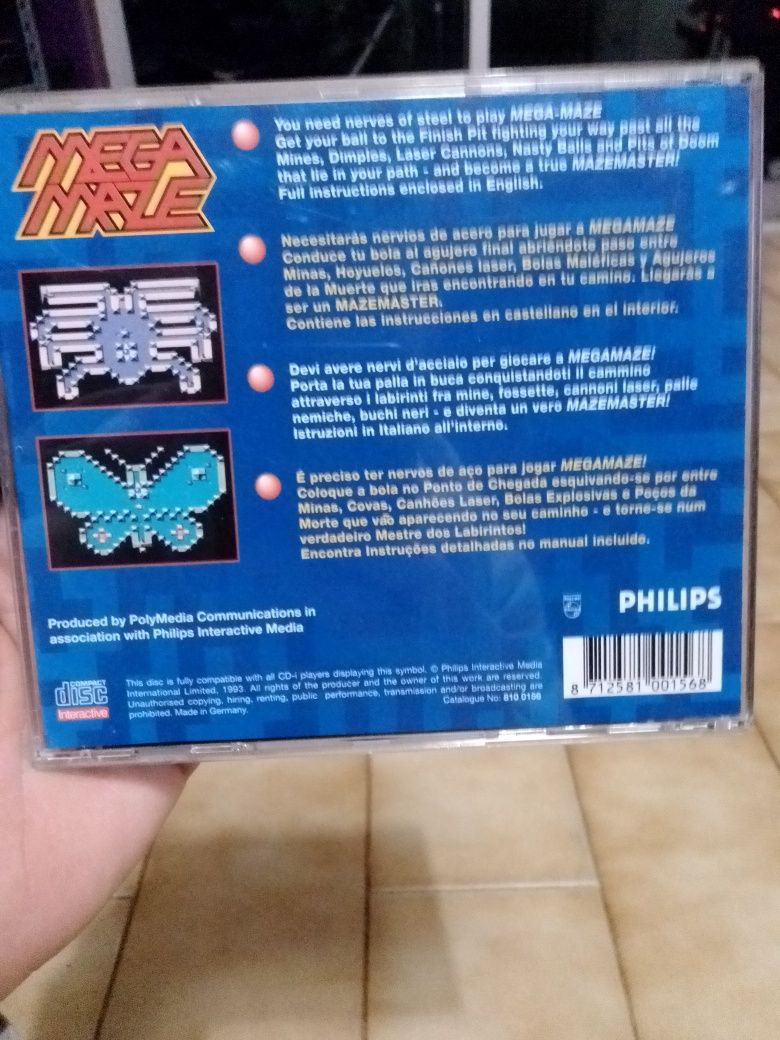 MEGA
MAZE
You need nerves of steel to play MEGA-MAZE
Get your ball to the Finish Pit fighting your way past all the
Mines, Dimples, Laser Cannons, Nasty Balls and Pits of Doom
that lie in your path - and become a true MAZEMASTER!
Full instructions enclosed in English.
Necesitarás nervios de acero para jugar a MEGAMAZE
Conduce tu bola al agujero final abriéndote paso entre
Minas, Hoyuelos, Cañones laser, Bolas Maléficas y Agujeros
de la Muerte que iras encontrando en tu camino. Llegarás a
ser un MAZEMASTER.
Contiene las instrucciones en castellano en el interior.
Devi avere nervi d'acciaio per giocare a MEGAMAZE!
Porta la tua palla in buca conquistandoti il cammino
attraverso i labirinti fra mine, fossette, cannoni laser, palle
nemiche, buchi neri - e diventa un vero MAZEMASTER!
Istruzioni in Italiano all'interno.
É preciso ter nervos de aço para jogar MEGAMAZE!
Coloque a bola no Ponto de Chegada esquivando-se por entre
Minas, Covas, Canhões Laser, Bolas Explosivas e Poços da
Morte que vão aparecendo no seu caminho - e torne-se num
verdadeiro Mestre dos Labirintos!
Encontra Instruções detalhadas no manual incluido.
Produced by PolyMedia Communications in
association with Philips Interactive Media
PHILIPS
COMPACT
disc
Interactive
This disc is fully compatible with all CD-i players displaying this symbol. © Philips Interactive Media
International Limited, 1993. All rights of the producer and the owner of this work are reserved.
Unauthorised copying, hiring, renting, public performance, transmission and/or broadcasting are
prohibited. Made in Germany. Catalogue No: 810 0156
8 712581 001568